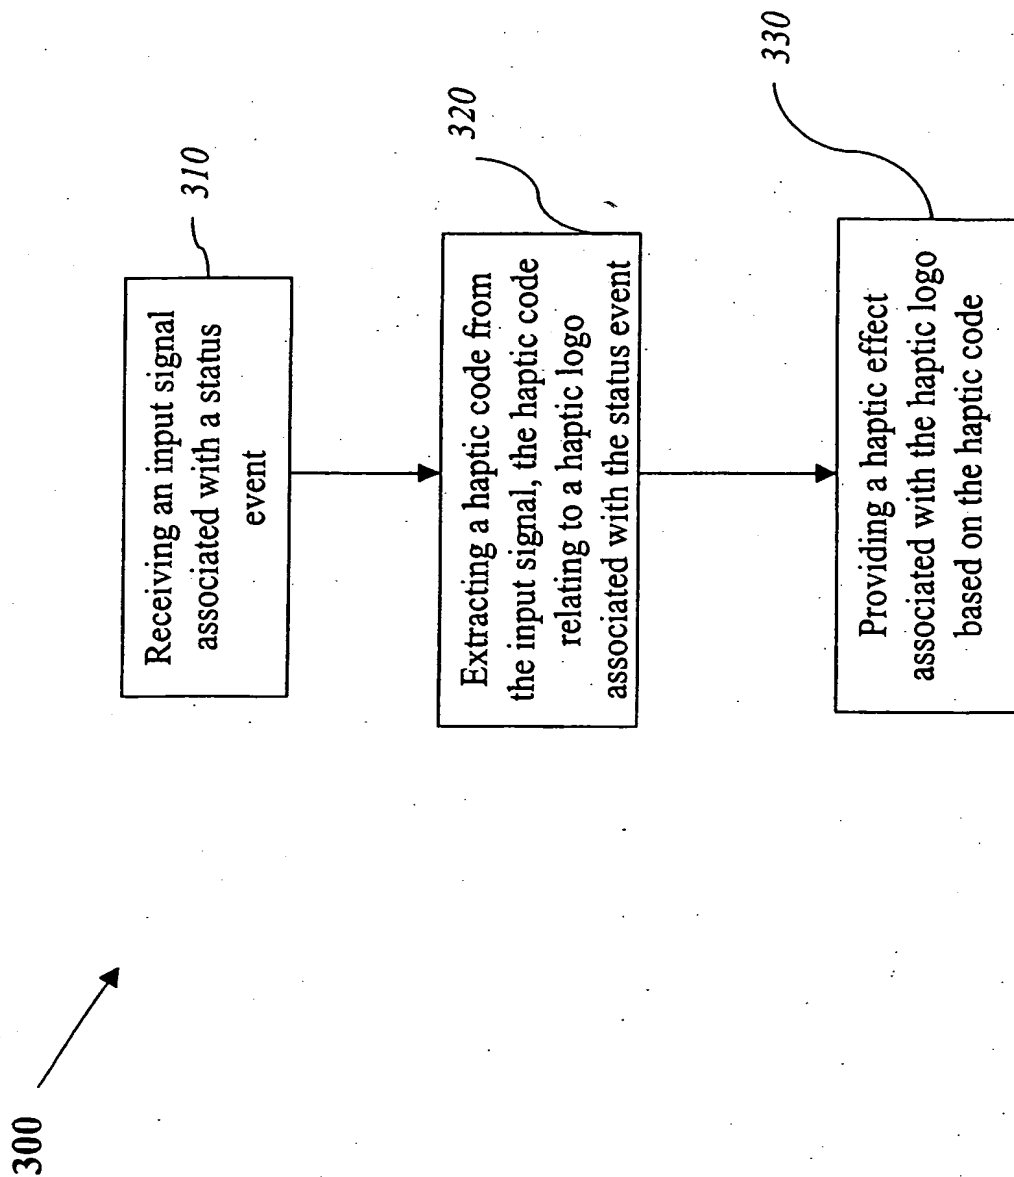 300
310
Receiving an input signal
associated with a status
event
320
Extracting a haptic code from
the input signal, the haptic code
relating to a haptic logo
associated with the status event
330
Providing a haptic effect
associated with the haptic logo
based on the haptic code